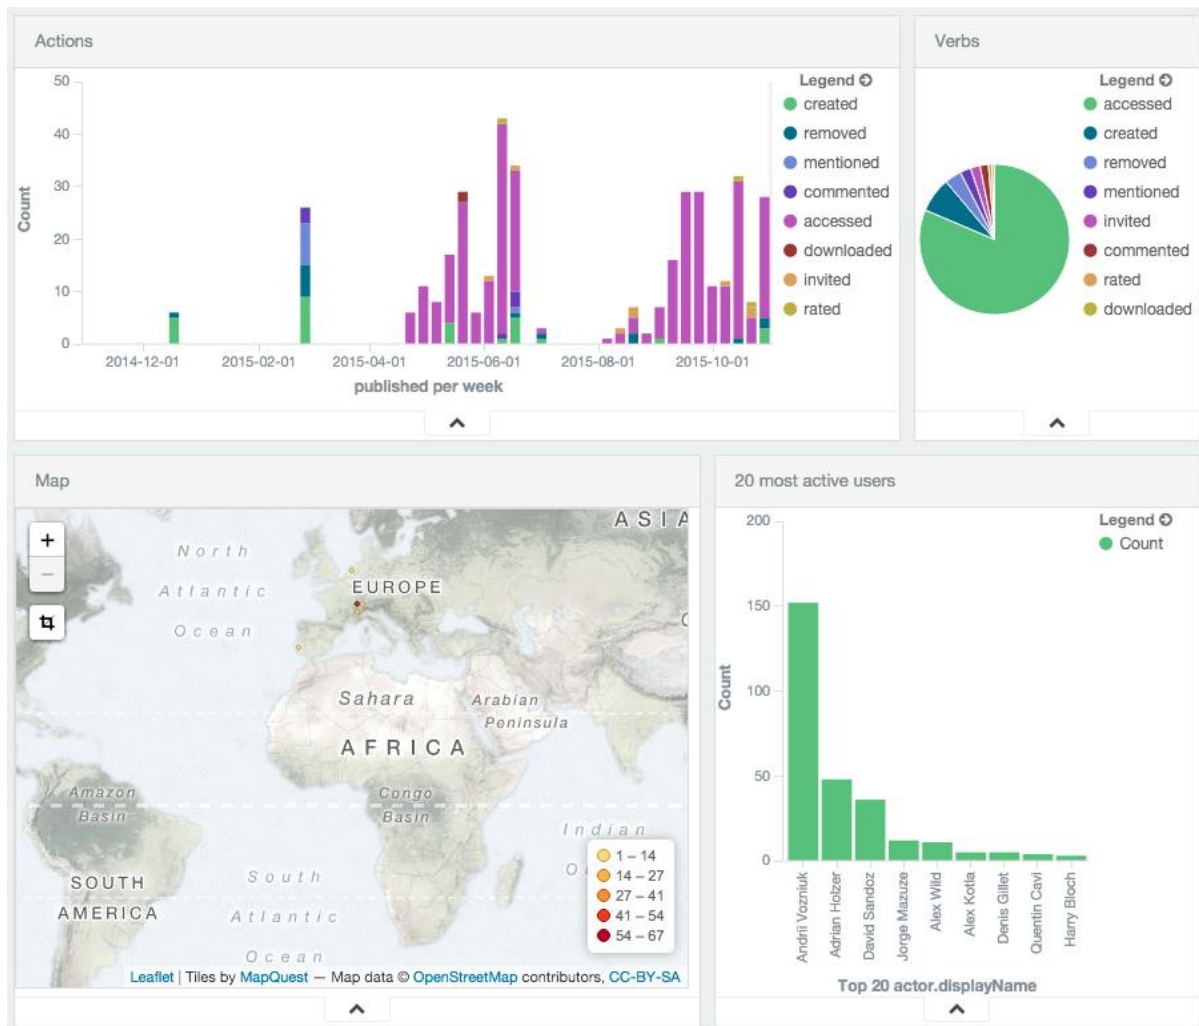 Actions
50
40
30
20
10
0
Count
2014-12-01 2015-02-01 2015-04-01 2015-06-01 2015-08-01 2015-10-01
published per week
Legend
created
removed
mentioned
commented
accessed
downloaded
invited
rated
Verbs
Legend
accessed
created
removed
mentioned
invited
commented
rated
downloaded
Map
+
−
ASIA
North
Atlantic
Ocean
EUROPE
Sahara
Arabian
Peninsula
AFRICA
Amazon
Basin
Congo
Basin
Indian
SOUTH
AMERICA
South
Atlantic
Ocean
1 – 14
14 – 27
27 – 41
41 – 54
54 – 67
Leaflet | Tiles by MapQuest — Map data © OpenStreetMap contributors, CC-BY-SA
20 most active users
200
150
100
50
0
Count
Legend
Count
Andrii Vozniuk
Adrian Holzer
David Sandoz
Jorge Mazuze
Alex Wild
Alex Kotla
Denis Gillet
Quentin Cavi
Harry Bloch
Top 20 actor.displayName